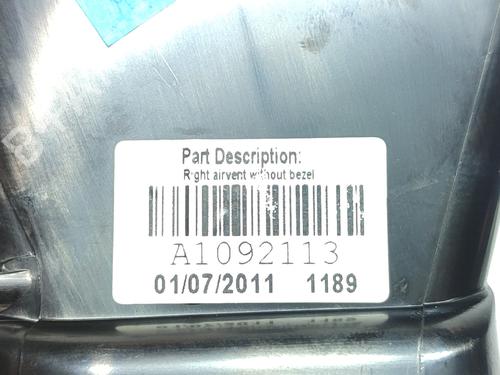 Part Description:
Right airvent without bezel
A1092113
01/07/2011 1189